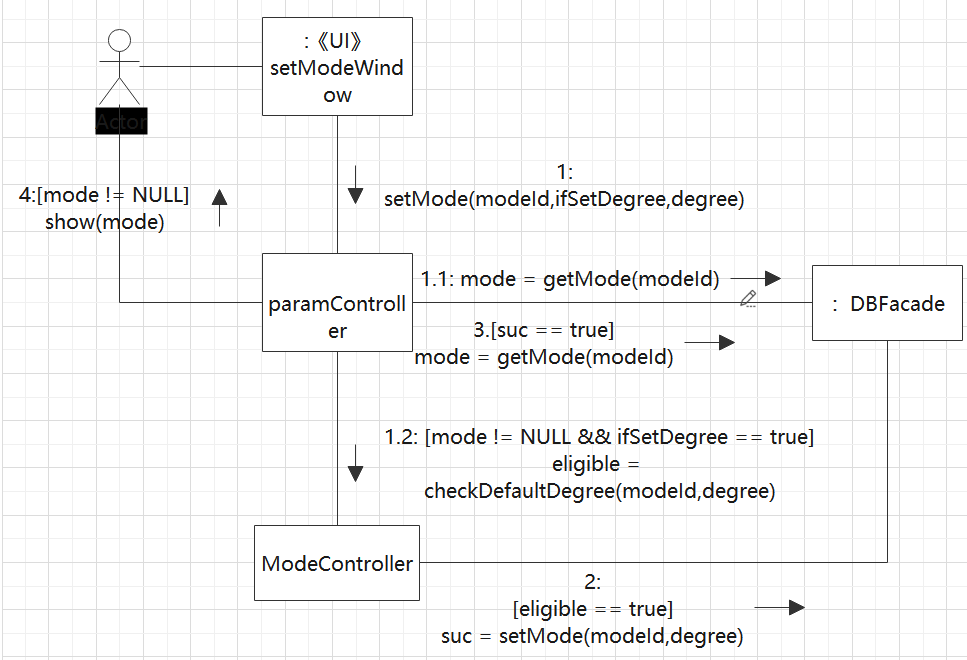 :《UI》
setModeWind
ow
Actor
1:
setMode(modeId,ifSetDegree,degree)
4:[mode != NULL]
show(mode)
paramControll
er
1.1: mode = getMode(modeId)
3.[suc == true]
mode = getMode(modeId)
: DBFacade
1.2: [mode != NULL && ifSetDegree == true]
eligible =
checkDefaultDegree(modeId,degree)
ModeController
2:
[eligible == true]
suc = setMode(modeId,degree)